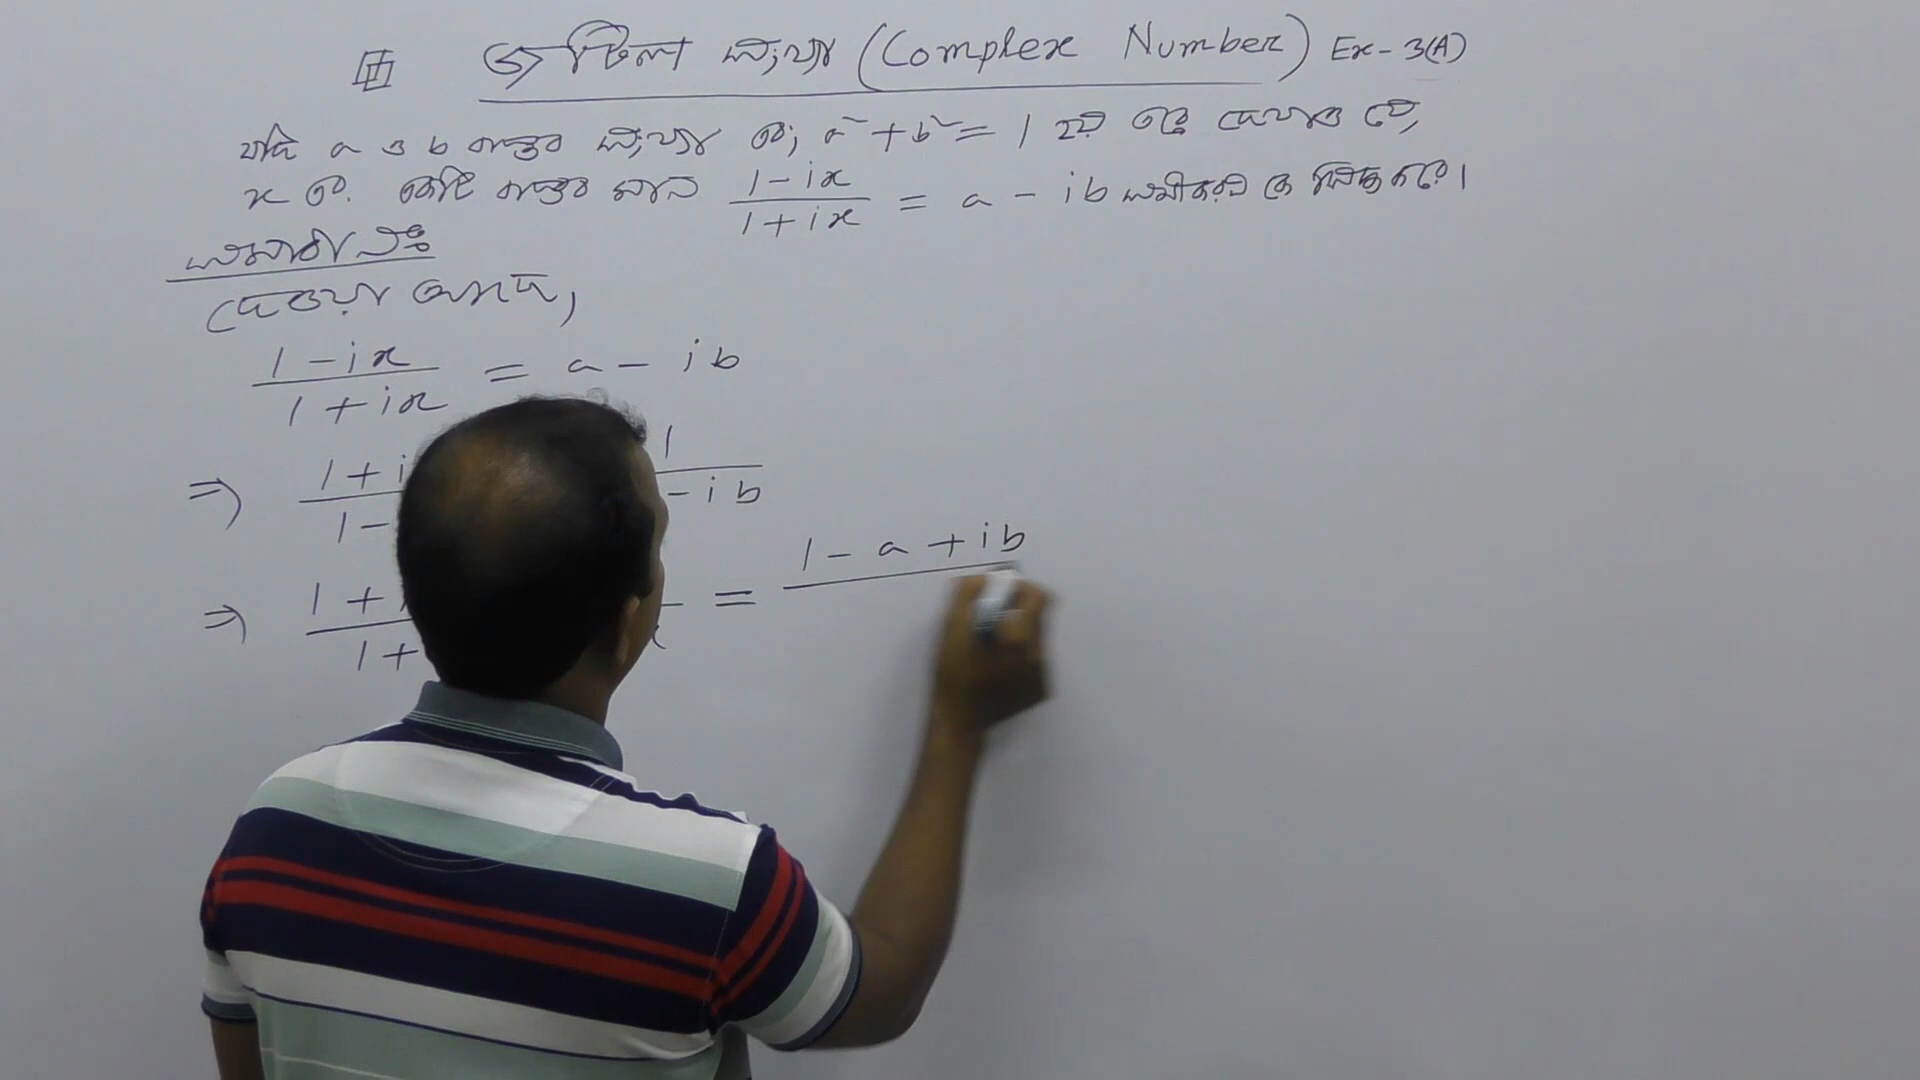 জটিল সংখ্যা (Complex Number) Ex-3(A)
যদি a ও b বাস্তব সংখ্যা এবং a² + b² = 1 হয় তবে দেখাও যে,
x এর একটি বাস্তব মান (1-ix)/(1+ix) = a - ib সমীকরণ কে সিদ্ধ করে।
সমাধানঃ
দেওয়া আছে,
(1-ix)/(1+ix) = a - ib
⇒ 1+i 1- 1 -ib
⇒ 1+ 1+ = 1-a+ib